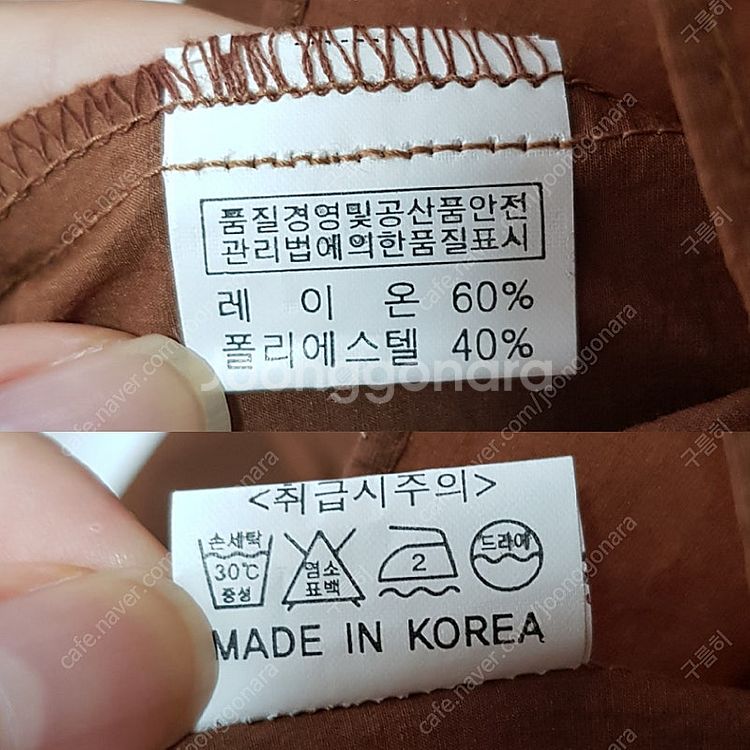 품질경영및공산품안전
관리법에의한품질표시
레 이 온 60%
폴리에스텔 40%
joonggonara
<취급시주의>
손세탁
30℃
중성
염소
표백
2
드라이
MADE IN KOREA
cafe.naver.com/joonggonara
구름히